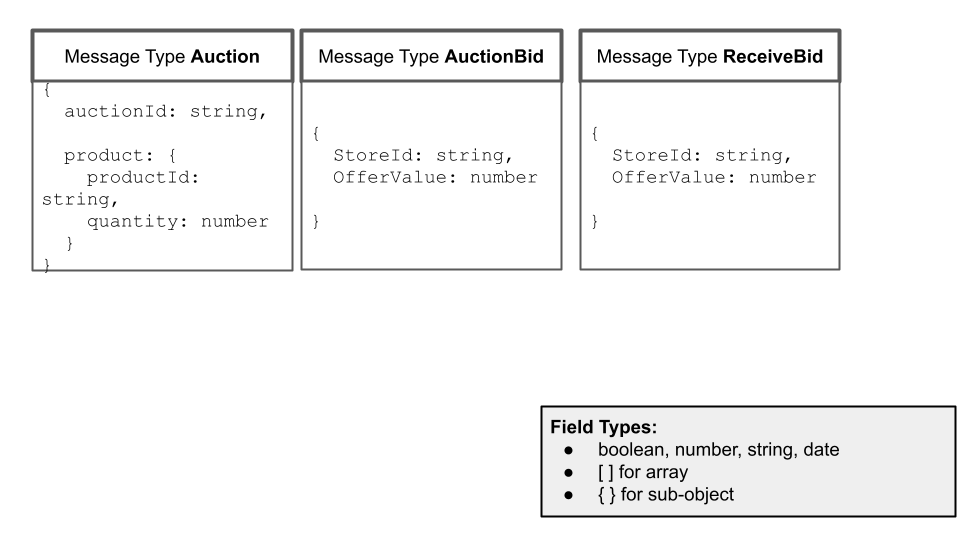 Message Type Auction
{
  auctionId: string,
  product: {
    productId:
string,
    quantity: number
  }
}
Message Type AuctionBid
{
  StoreId: string,
  OfferValue: number
}
Message Type ReceiveBid
{
  StoreId: string,
  OfferValue: number
}
Field Types:
● boolean, number, string, date
● [ ] for array
● { } for sub-object